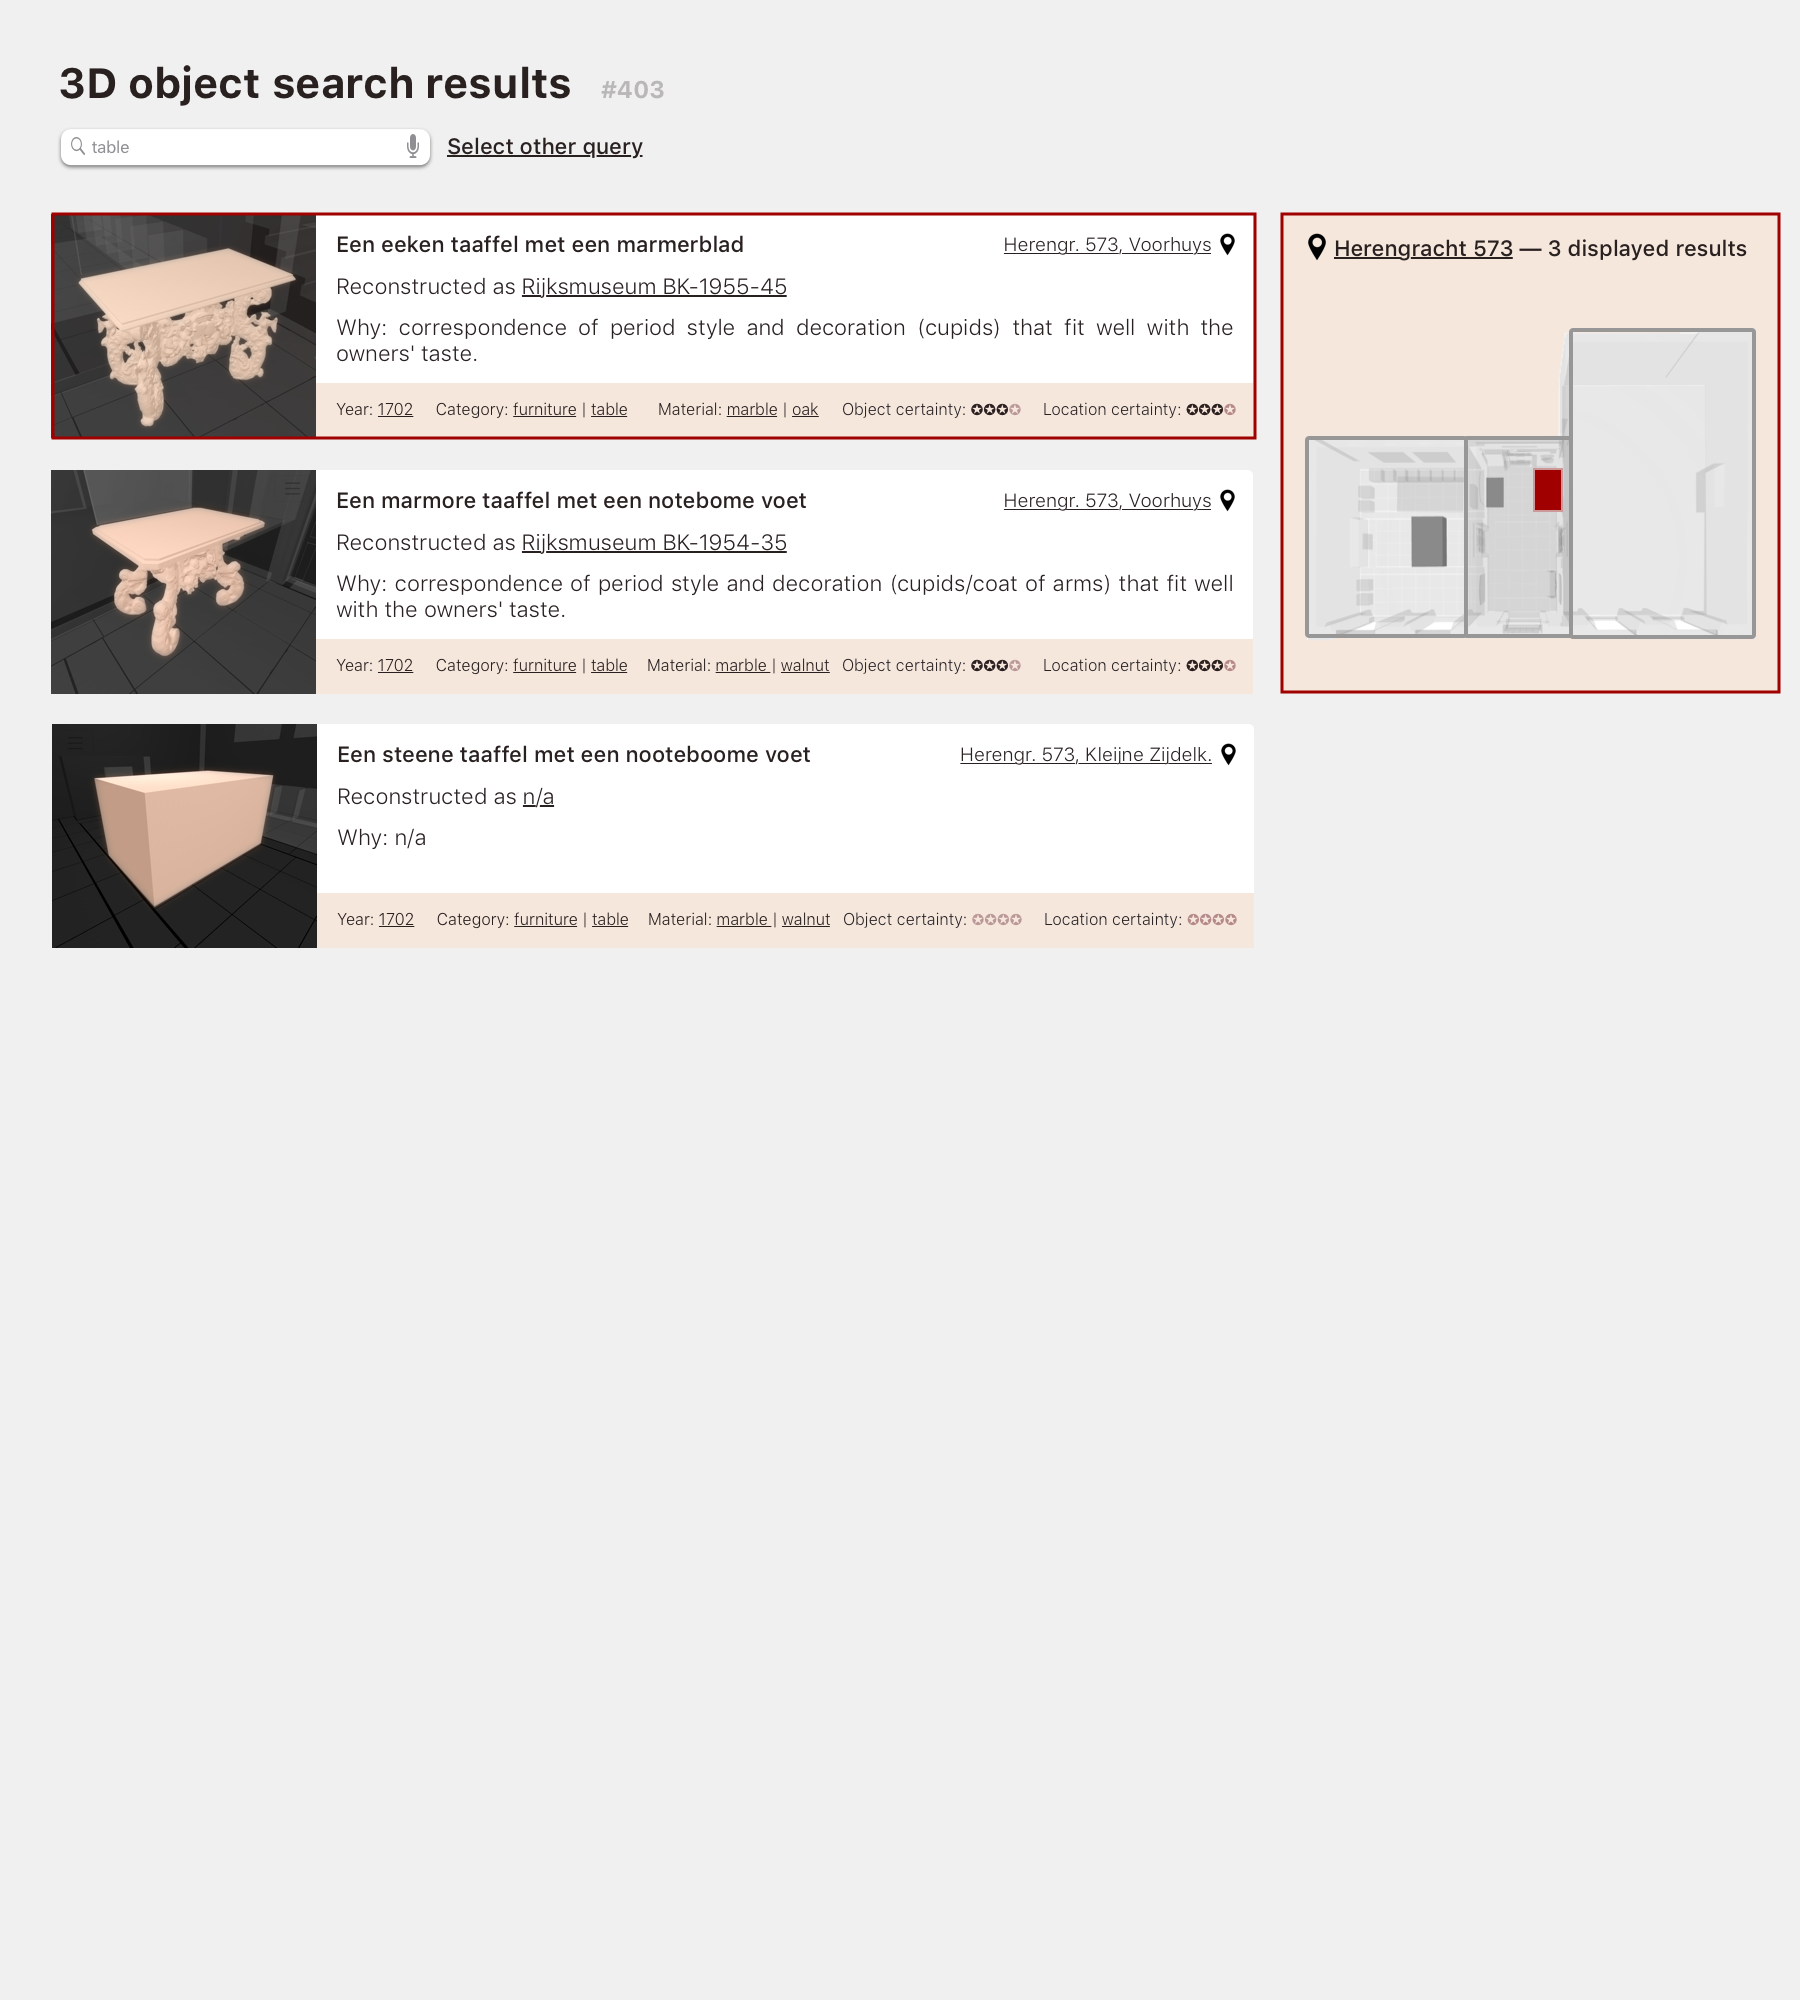 3D object search results #403
table
Select other query
Een eeken taaffel met een marmerblad
Herengr. 573, Voorhuys
Reconstructed as Rijksmuseum BK-1955-45
Why: correspondence of period style and decoration (cupids) that fit well with the
owners' taste.
Year: 1702 Category: furniture | table Material: marble | oak Object certainty: ✪✪✪✪ Location certainty: ✪✪✪✪
Een marmore taaffel met een notebome voet
Herengr. 573, Voorhuys
Reconstructed as Rijksmuseum BK-1954-35
Why: correspondence of period style and decoration (cupids/coat of arms) that fit well
with the owners' taste.
Year: 1702 Category: furniture | table Material: marble | walnut Object certainty: ✪✪✪✪ Location certainty: ✪✪✪✪
Een steene taaffel met een nooteboome voet
Herengr. 573, Kleijne Zijdelk.
Reconstructed as n/a
Why: n/a
Year: 1702 Category: furniture | table Material: marble | walnut Object certainty: ✪✪✪✪ Location certainty: ✪✪✪✪
Herengracht 573 — 3 displayed results